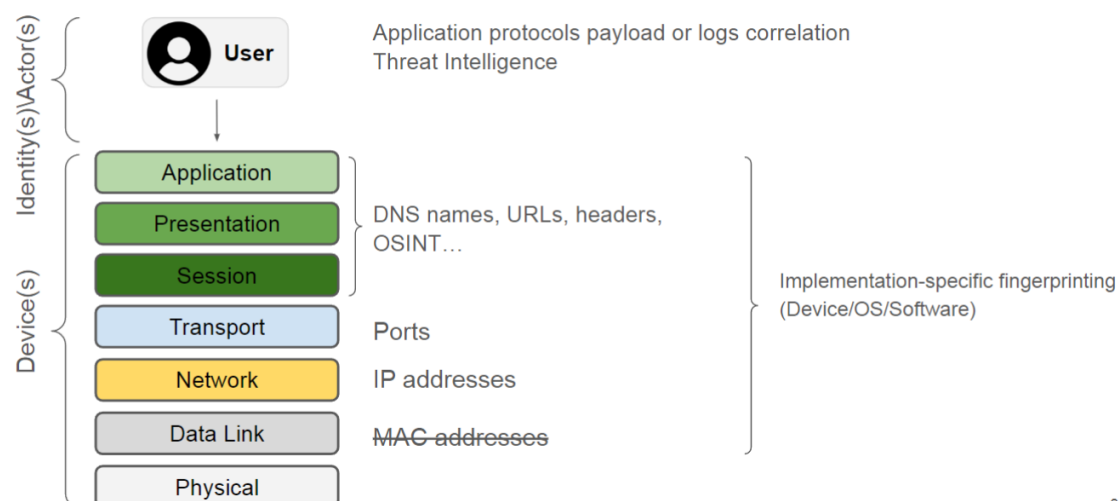 Identity(s)\Actor(s)
User
Application protocols payload or logs correlation
Threat Intelligence
Device(s)
Application
Presentation
Session
DNS names, URLs, headers,
OSINT…
Transport
Ports
Network
IP addresses
Data Link
MAC addresses
Physical
Implementation-specific fingerprinting
(Device/OS/Software)